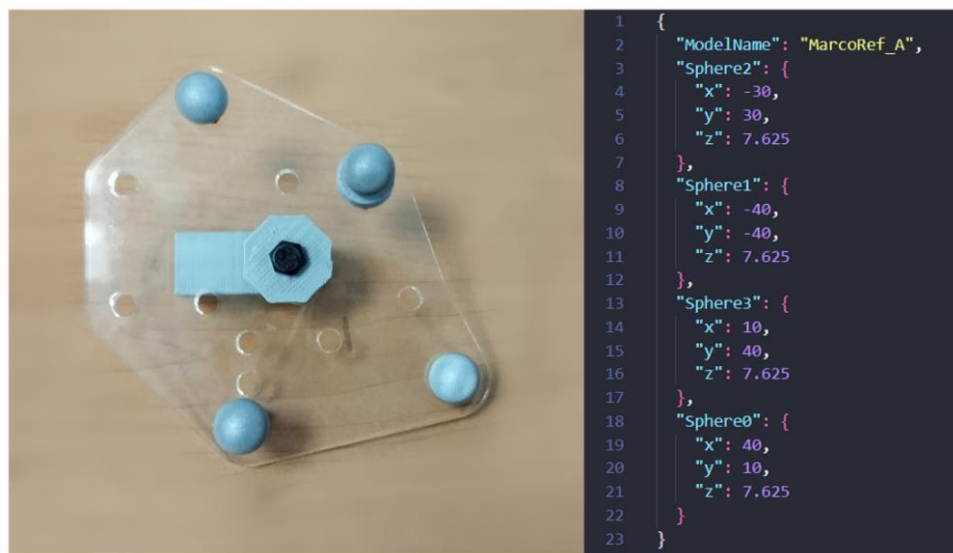 1 {
2 "ModelName": "MarcoRef_A",
3 "Sphere2": {
4 "x": -30,
5 "y": 30,
6 "z": 7.625
7 },
8 "Sphere1": {
9 "x": -40,
10 "y": -40,
11 "z": 7.625
12 },
13 "Sphere3": {
14 "x": 10,
15 "y": 40,
16 "z": 7.625
17 },
18 "Sphere0": {
19 "x": 40,
20 "y": 10,
21 "z": 7.625
22 }
23 }